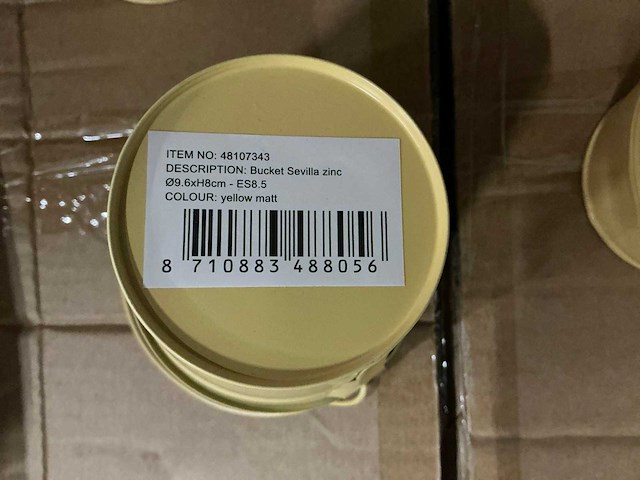 ITEM NO: 48107343
DESCRIPTION: Bucket Sevilla zinc
Ø9.6xH8cm - ES8.5
COLOUR: yellow matt
8 710883 488056